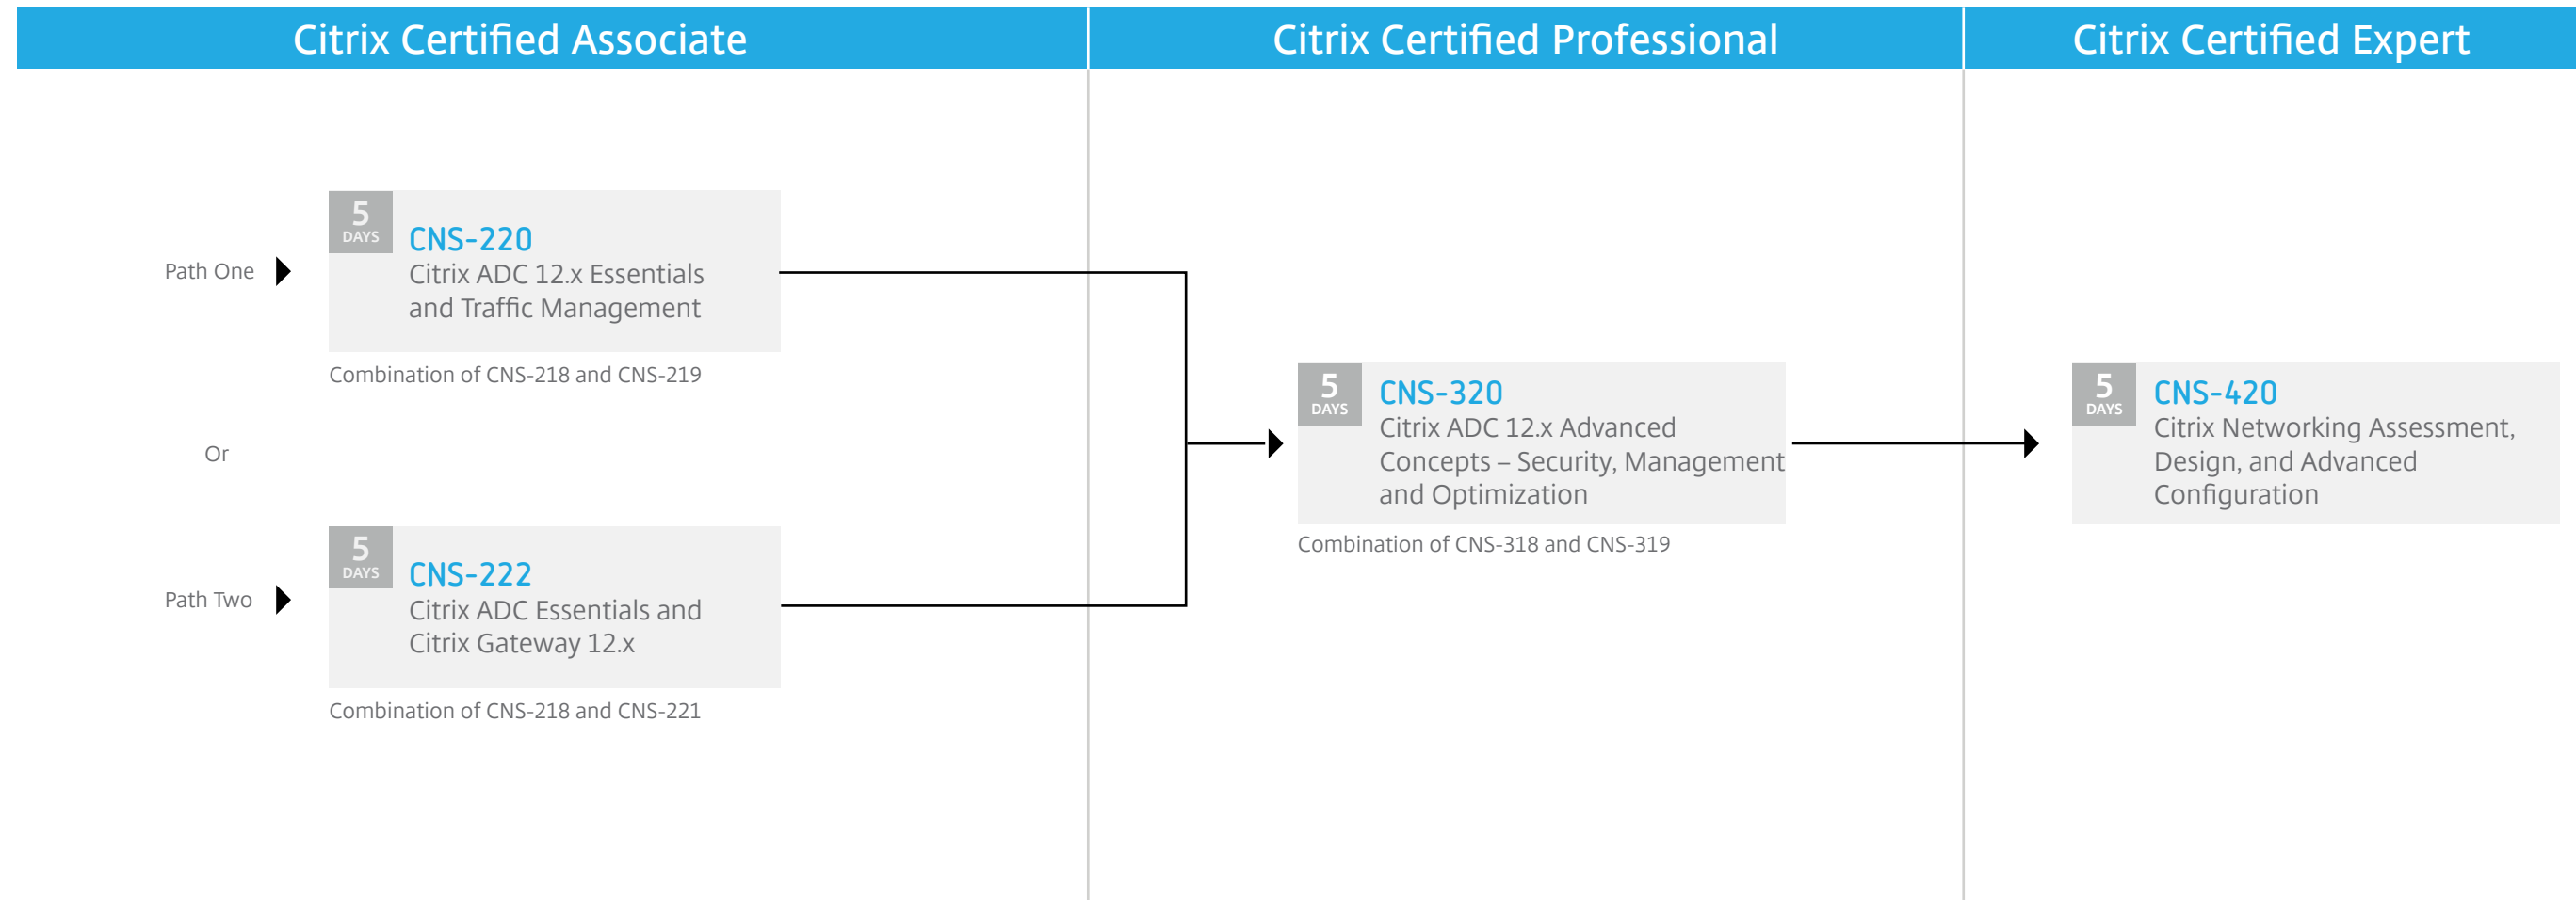 Citrix Certified Associate
Citrix Certified Professional
Citrix Certified Expert
Path One
5
DAYS
CNS-220
Citrix ADC 12.x Essentials
and Traffic Management
Combination of CNS-218 and CNS-219
Or
Path Two
5
DAYS
CNS-222
Citrix ADC Essentials and
Citrix Gateway 12.x
Combination of CNS-218 and CNS-221
5
DAYS
CNS-320
Citrix ADC 12.x Advanced
Concepts – Security, Management
and Optimization
Combination of CNS-318 and CNS-319
5
DAYS
CNS-420
Citrix Networking Assessment,
Design, and Advanced
Configuration